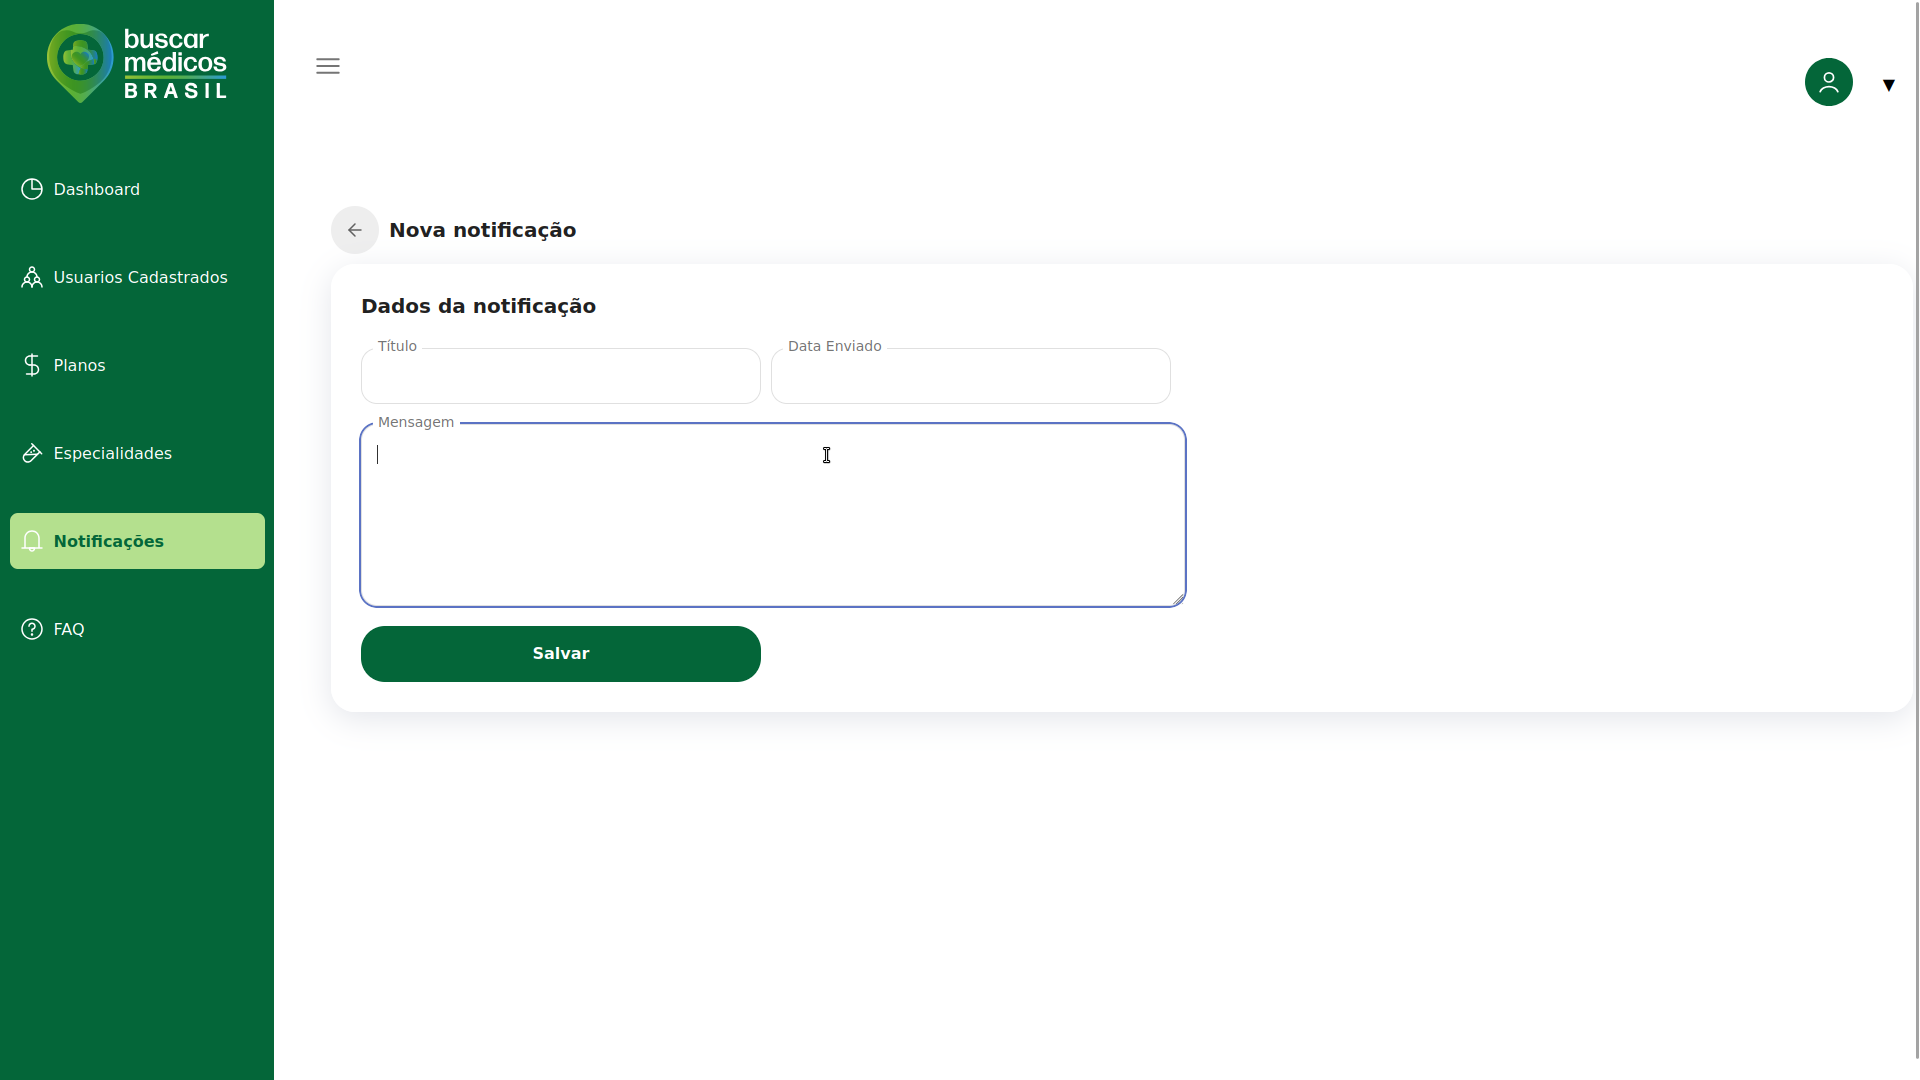 buscar
médicos
BRASIL
Dashboard
Usuarios Cadastrados
Planos
Especialidades
Notificações
FAQ
▼
Nova notificação
Dados da notificação
Título
Data Enviado
Mensagem
Salvar